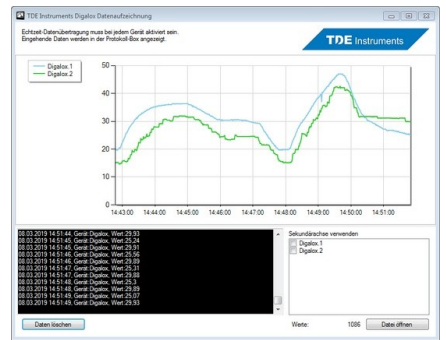 TDE Instruments Digalox Datenaufzeichnung
Echtzeit-Datenübertragung muss bei jedem Gerät aktiviert sein.
Eingehende Daten werden in der Protokoll-Box angezeigt.
TDE Instruments
Digalox 1
Digalox 2
50
40
30
20
10
0
14:43:00 14:44:00 14:45:00 14:46:00 14:47:00 14:48:00 14:49:00 14:50:00 14:51:00
08.03.2019 14:51:44, Gerät:Digalox, Wert:29,93
08.03.2019 14:51:45, Gerät:Digalox, Wert:25,24
08.03.2019 14:51:45, Gerät:Digalox, Wert:29,91
08.03.2019 14:51:46, Gerät:Digalox, Wert:25,56
08.03.2019 14:51:46, Gerät:Digalox, Wert:29,89
08.03.2019 14:51:47, Gerät:Digalox, Wert:25,31
08.03.2019 14:51:47, Gerät:Digalox, Wert:29,88
08.03.2019 14:51:48, Gerät:Digalox, Wert:25,3
08.03.2019 14:51:48, Gerät:Digalox, Wert:29,89
08.03.2019 14:51:49, Gerät:Digalox, Wert:25,07
08.03.2019 14:51:49, Gerät:Digalox, Wert:29,93
Sekundärachse verwenden
Digalox 1
Digalox 2
Daten löschen
Werte: 1086
Datei öffnen